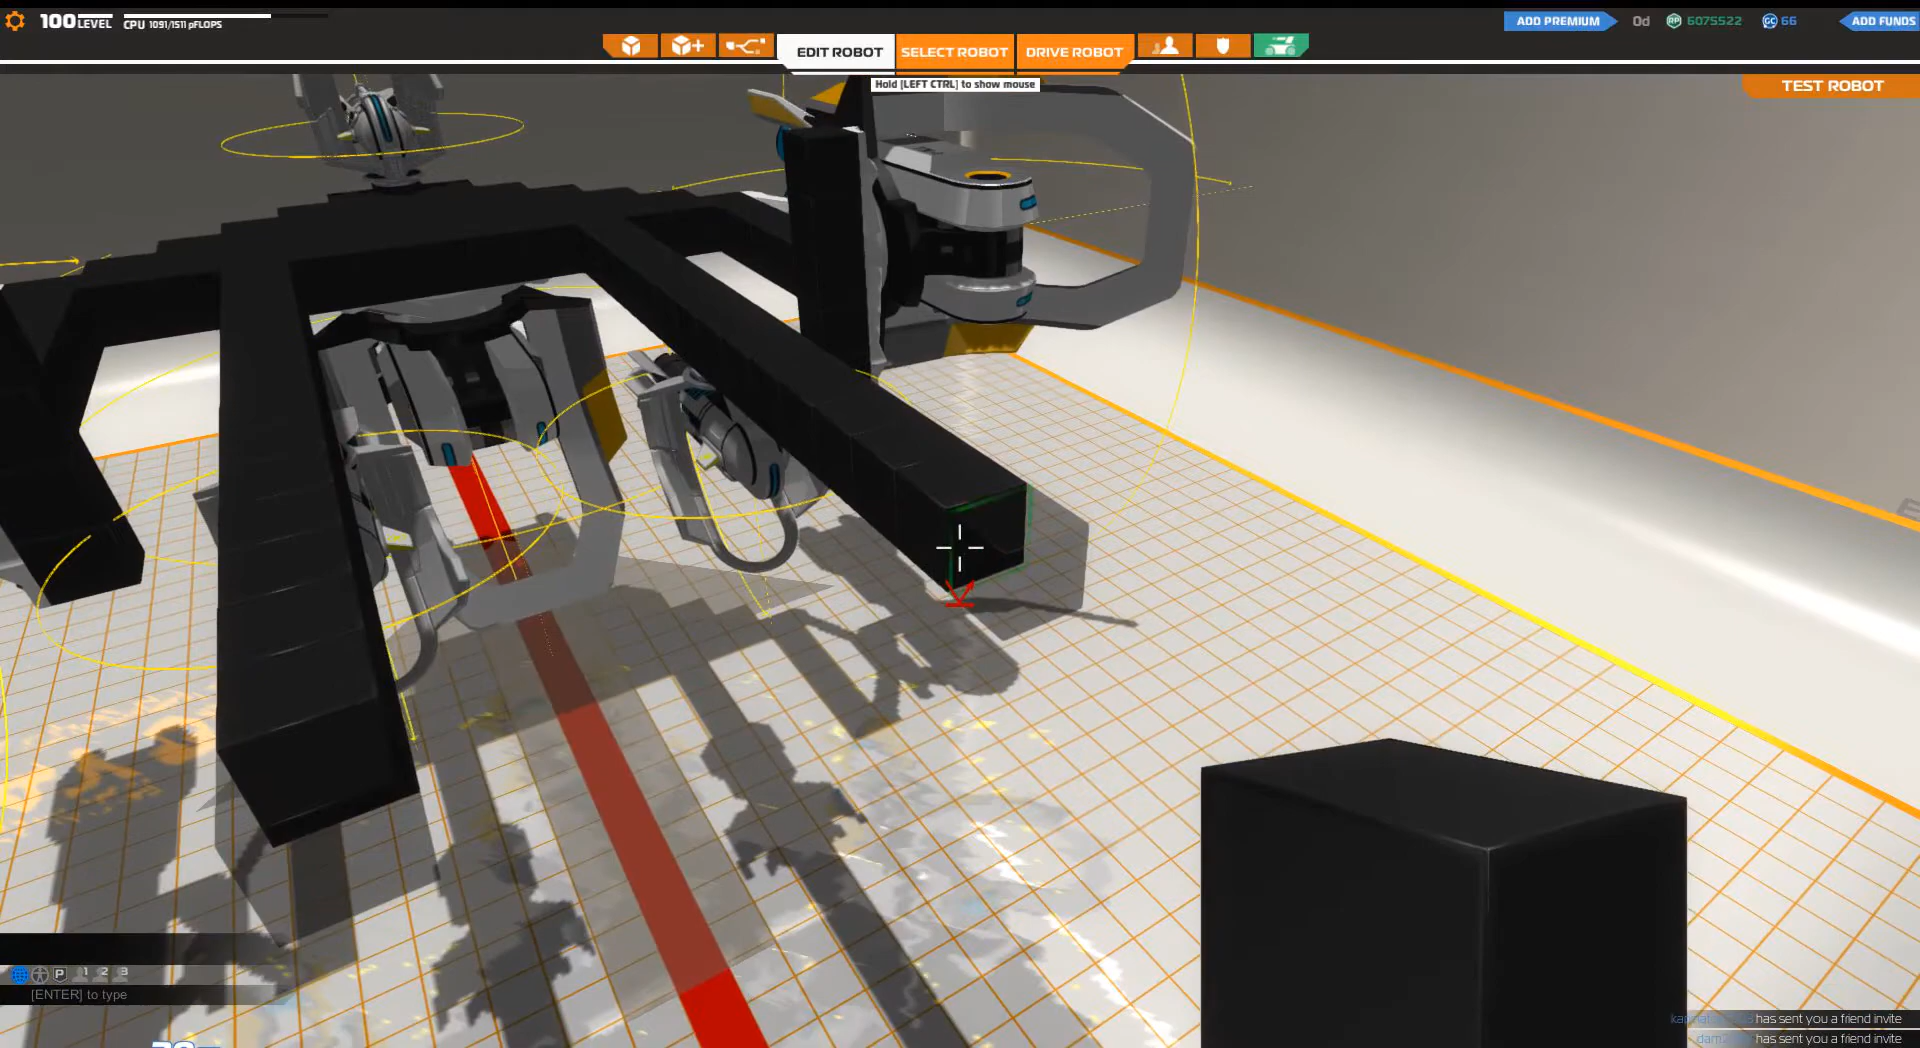 100 LEVEL CPU 1091/1511 pFLOPS
ADD PREMIUM 0d RP 6075522 GC 66 ADD FUNDS
EDIT ROBOT SELECT ROBOT DRIVE ROBOT
Hold [LEFT CTRL] to show mouse
TEST ROBOT
P 1 2 3
[ENTER] to type
has sent you a friend invite
has sent you a friend invite